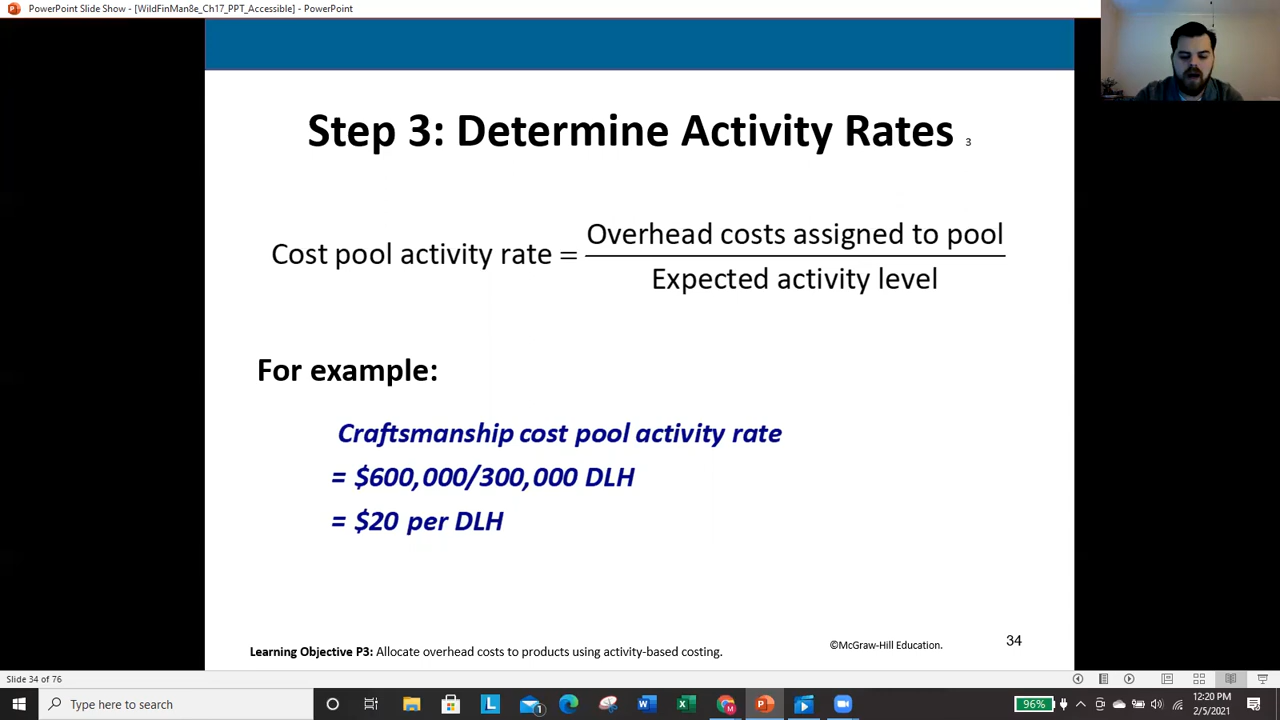 PowerPoint Slide Show - [WildFinMan8e_Ch17_PPT_Accessible] - PowerPoint
Step 3: Determine Activity Rates 3
Cost pool activity rate = Overhead costs assigned to pool
Expected activity level
For example:
Craftsmanship cost pool activity rate
= $600,000/300,000 DLH
= $20 per DLH
Learning Objective P3: Allocate overhead costs to products using activity-based costing.
©McGraw-Hill Education.
34
Slide 34 of 76
Type here to search
96%
12:20 PM
2/5/2021